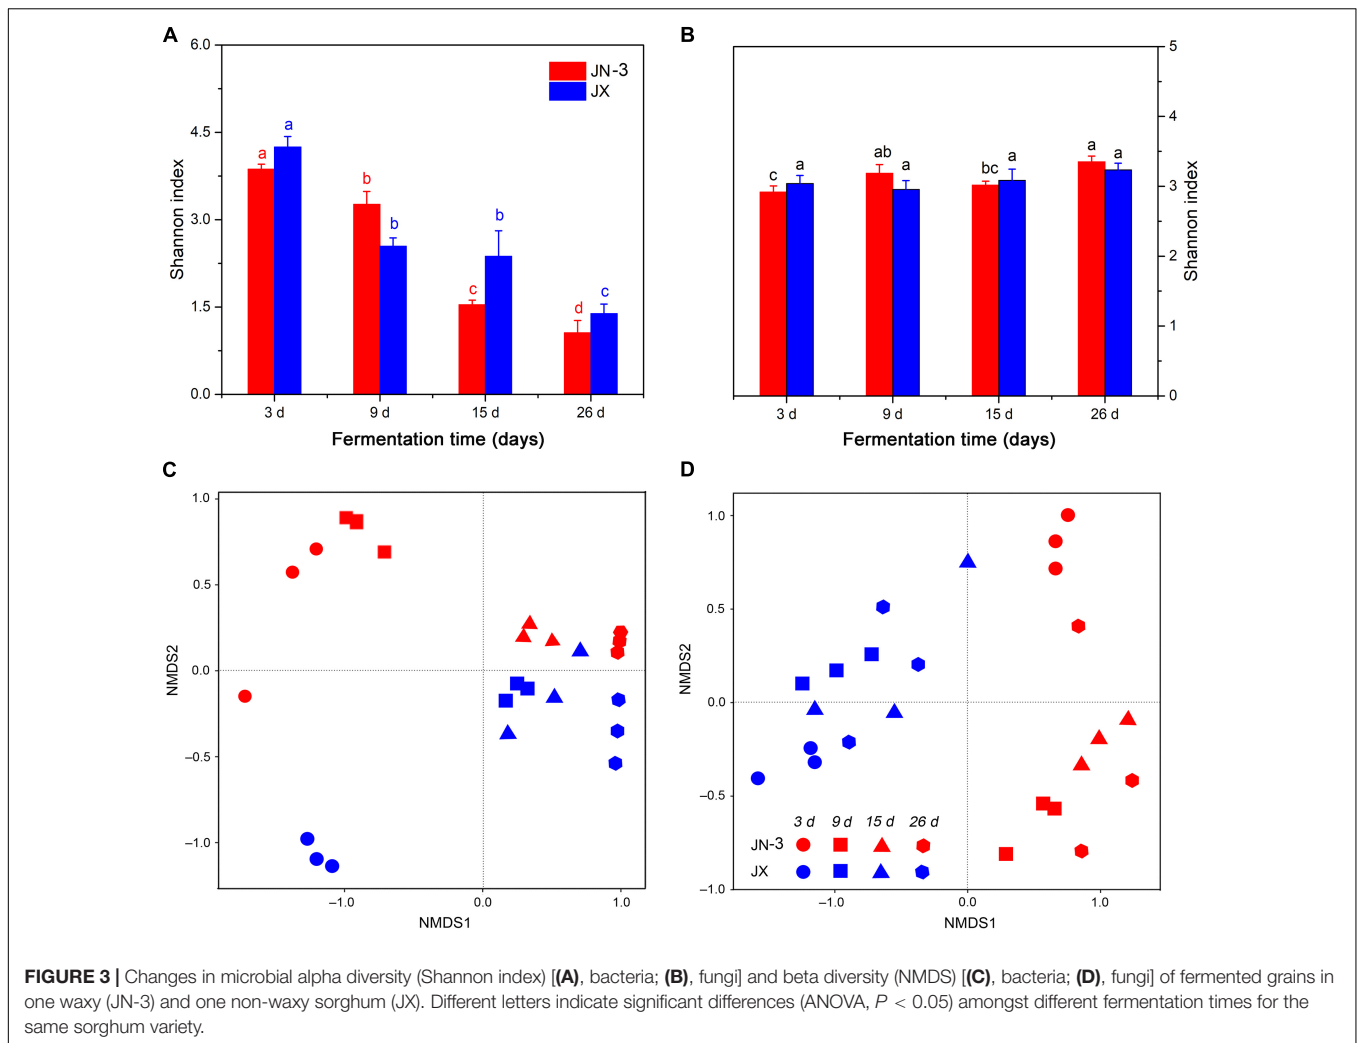 A
6.0
4.5
3.0
1.5
0.0
Shannon index
JN-3
JX
a
a
b
b
c
b
d
c
3 d
9 d
15 d
26 d
Fermentation time (days)
B
5
4
3
2
1
0
Shannon index
c
a
ab
a
bc
a
a
a
3 d
9 d
15 d
26 d
Fermentation time (days)
C
1.0
0.5
0.0
−0.5
−1.0
NMDS2
−1.0
0.0
1.0
NMDS1
D
1.0
0.5
0.0
−0.5
−1.0
NMDS2
3 d 9 d 15 d 26 d
JN-3
JX
−1.0
0.0
1.0
NMDS1
FIGURE 3 | Changes in microbial alpha diversity (Shannon index) [(A), bacteria; (B), fungi] and beta diversity (NMDS) [(C), bacteria; (D), fungi] of fermented grains in
one waxy (JN-3) and one non-waxy sorghum (JX). Different letters indicate significant differences (ANOVA, P < 0.05) amongst different fermentation times for the
same sorghum variety.